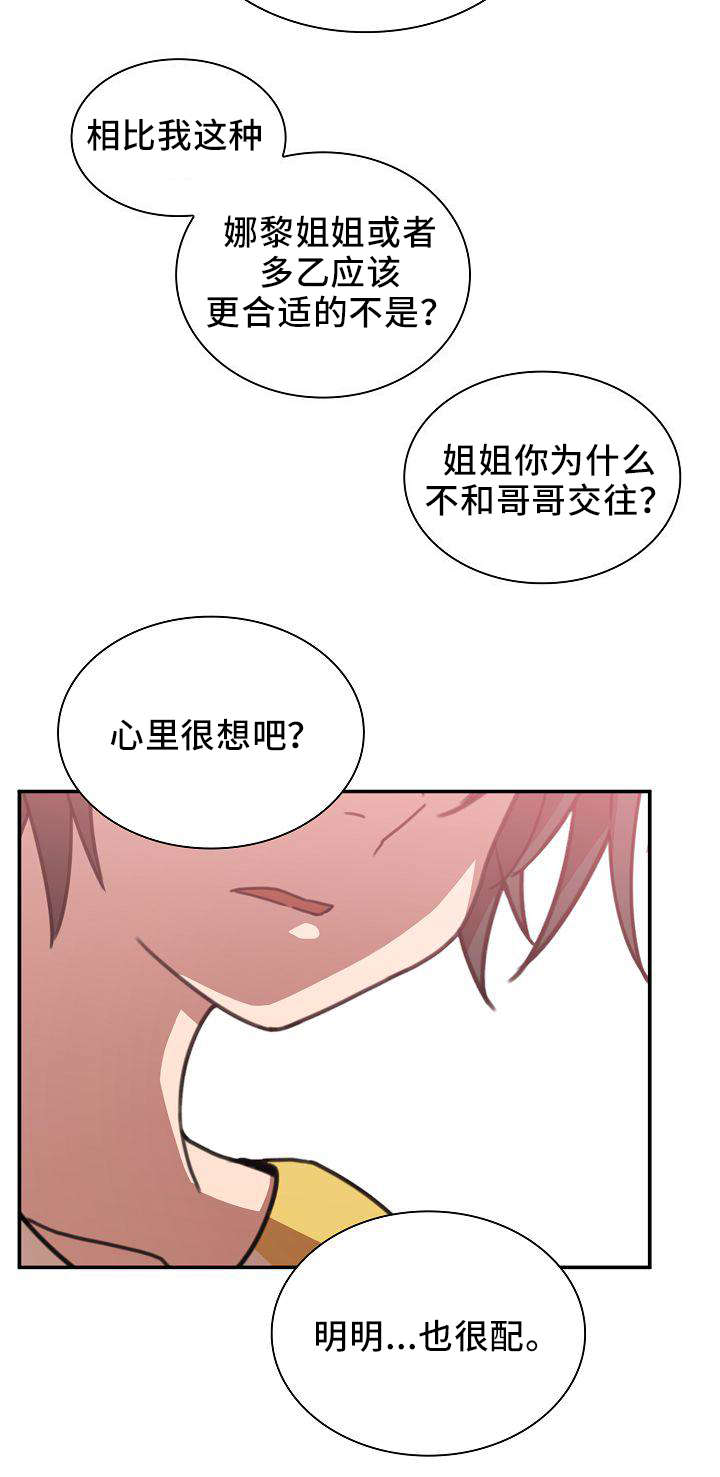 相比我这种
娜黎姐姐或者
多乙应该
更合适的不是？
姐姐你为什么
不和哥哥交往？
心里很想吧？
明明...也很配。